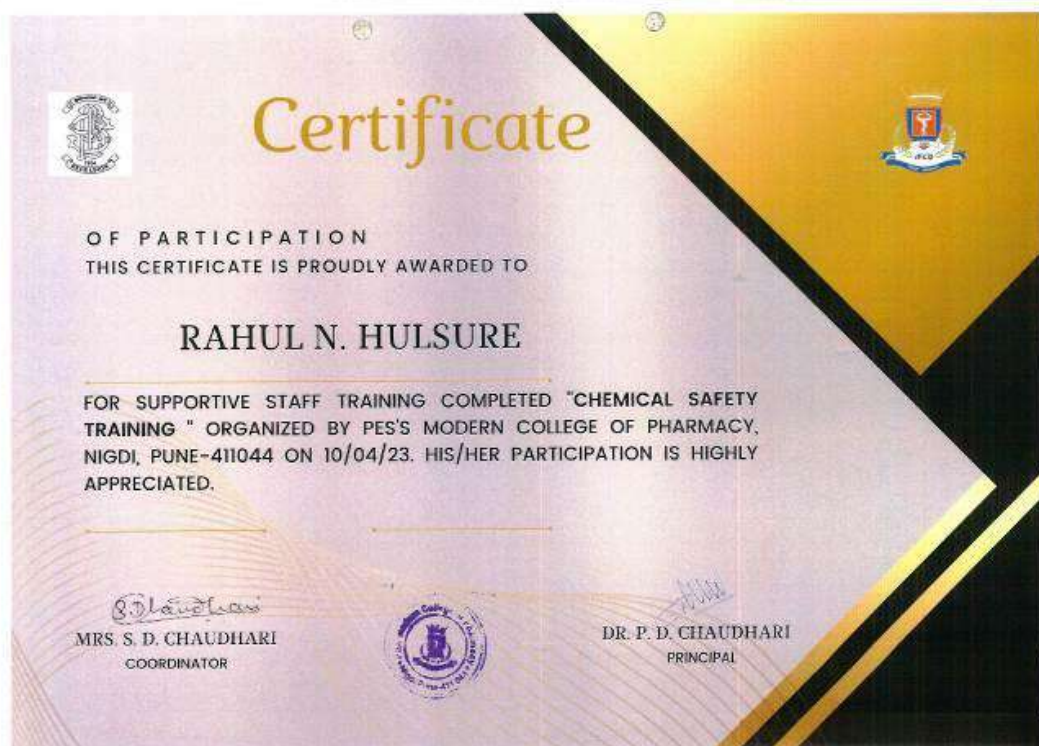 Certificate
OF PARTICIPATION
THIS CERTIFICATE IS PROUDLY AWARDED TO
RAHUL N. HULSURE
FOR SUPPORTIVE STAFF TRAINING COMPLETED "CHEMICAL SAFETY
TRAINING " ORGANIZED BY PES'S MODERN COLLEGE OF PHARMACY,
NIGDI, PUNE-411044 ON 10/04/23. HIS/HER PARTICIPATION IS HIGHLY
APPRECIATED.
MRS. S. D. CHAUDHARI
COORDINATOR
DR. P. D. CHAUDHARI
PRINCIPAL